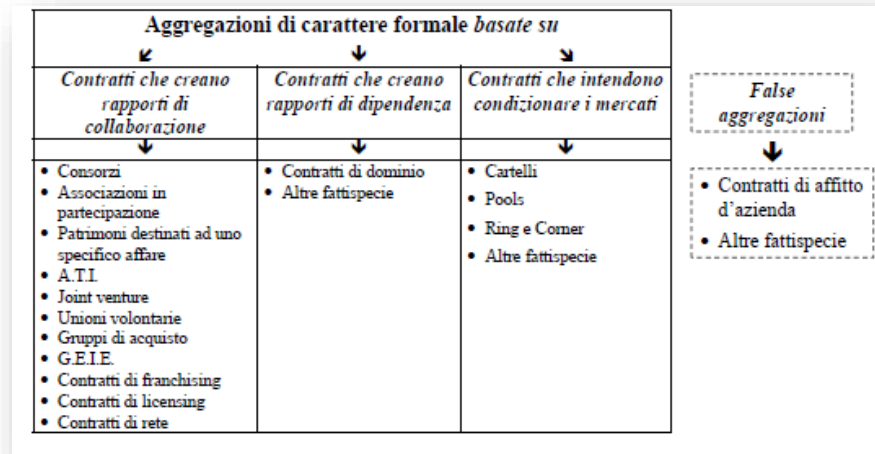 Aggregazioni di carattere formale basate su
Contratti che creano
rapporti di
collaborazione
Contratti che creano
rapporti di dipendenza
Contratti che intendono
condizionare i mercati
False
aggregazioni
• Consorzi
• Associazioni in
partecipazione
• Patrimoni destinati ad uno
specifico affare
• A.T.I.
• Joint venture
• Unioni volontarie
• Gruppi di acquisto
• G.E.I.E.
• Contratti di franchising
• Contratti di licensing
• Contratti di rete
• Contratti di dominio
• Altre fattispecie
• Cartelli
• Pools
• Ring e Corner
• Altre fattispecie
• Contratti di affitto
d'azienda
• Altre fattispecie